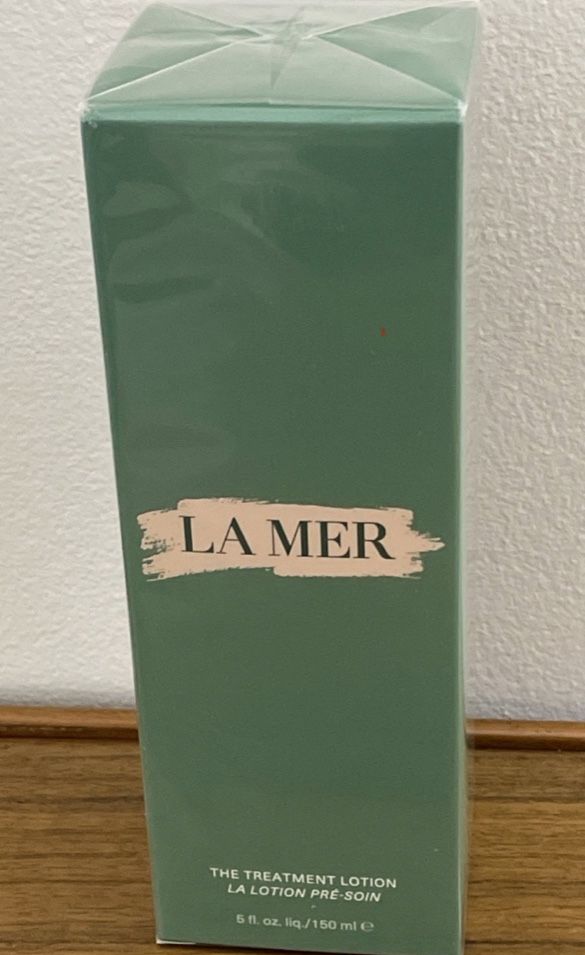 LA MER
THE TREATMENT LOTION
LA LOTION PRÉ-SOIN
5 fl. oz. liq./150 ml ℮